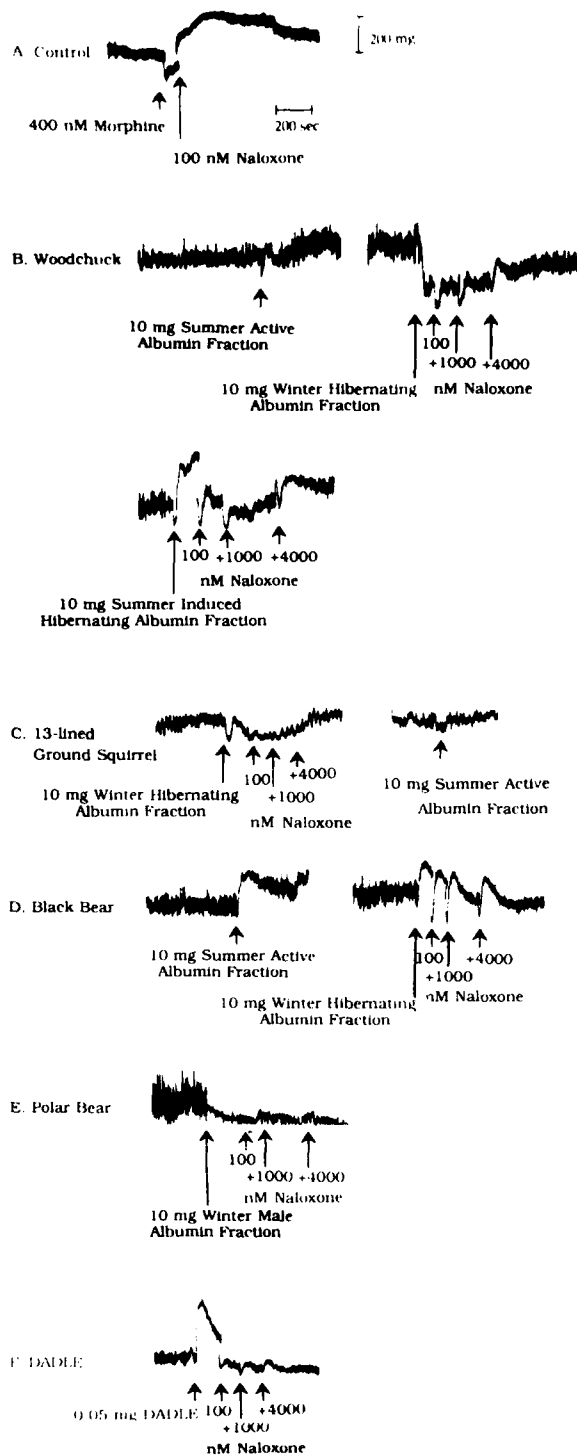 A. Control
200 mg
400 nM Morphine
200 sec
100 nM Naloxone
B. Woodchuck
10 mg Summer Active
Albumin Fraction
100
+1000 +4000
10 mg Winter Hibernating nM Naloxone
Albumin Fraction
100 +1000 +4000
nM Naloxone
10 mg Summer Induced
Hibernating Albumin Fraction
C. 13-lined
Ground Squirrel
100 +4000
10 mg Winter Hibernating +1000
Albumin Fraction
nM Naloxone
10 mg Summer Active
Albumin Fraction
D. Black Bear
10 mg Summer Active
Albumin Fraction
100 +4000
+1000
10 mg Winter Hibernating nM Naloxone
Albumin Fraction
E. Polar Bear
100
+1000 +4000
nM Naloxone
10 mg Winter Male
Albumin Fraction
F. DADLE
0.05 mg DADLE 100 +4000
+1000
nM Naloxone